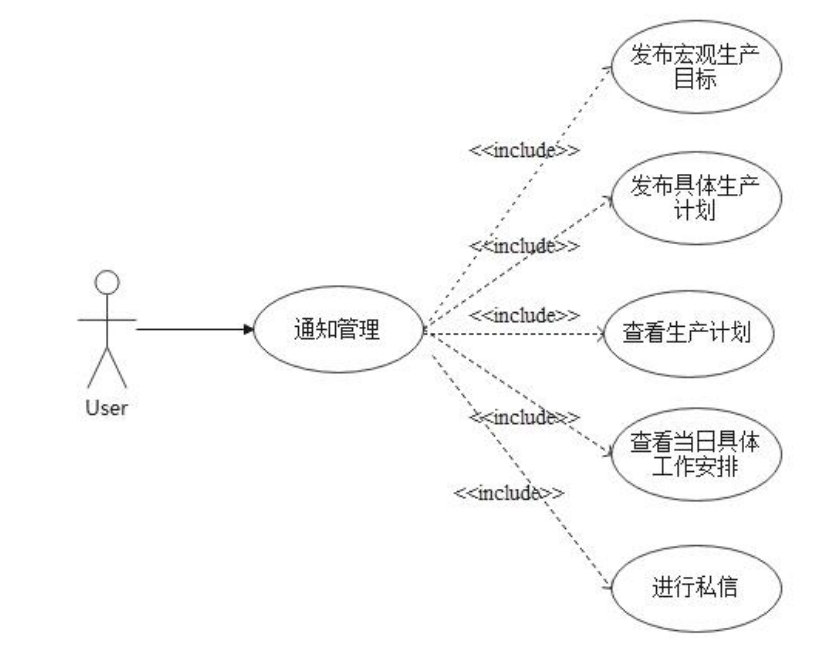 发布宏观生产
目标
<<include>>
发布具体生产
计划
<<include>>
<<include>>
通知管理
查看生产计划
User
<<include>>
查看当日具体
工作安排
<<include>>
进行私信